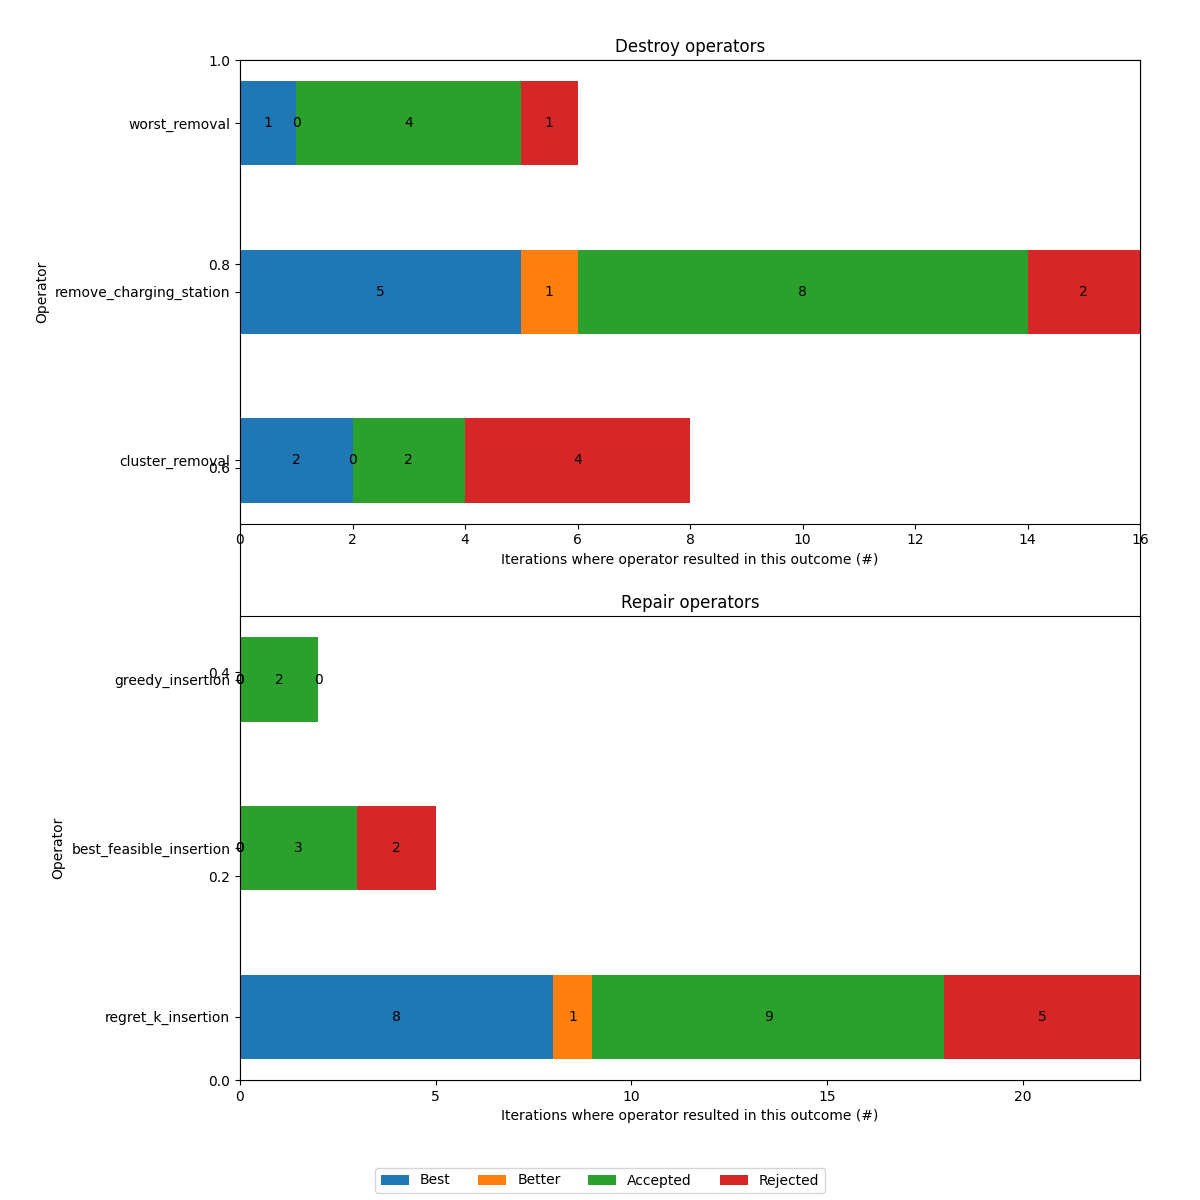 Destroy operators
1.0
worst_removal 1 0 4 1
0.8
Operator
remove_charging_station 5 1 8 2
cluster_removal 2 0 2 4
0.6
0 2 4 6 8 10 12 14 16
Iterations where operator resulted in this outcome (#)
Repair operators
0.4
greedy_insertion 0 0 2 0
Operator
best_feasible_insertion 0 0 3 2
0.2
regret_k_insertion 8 1 9 5
0.0
0 5 10 15 20
Iterations where operator resulted in this outcome (#)
Best Better Accepted Rejected